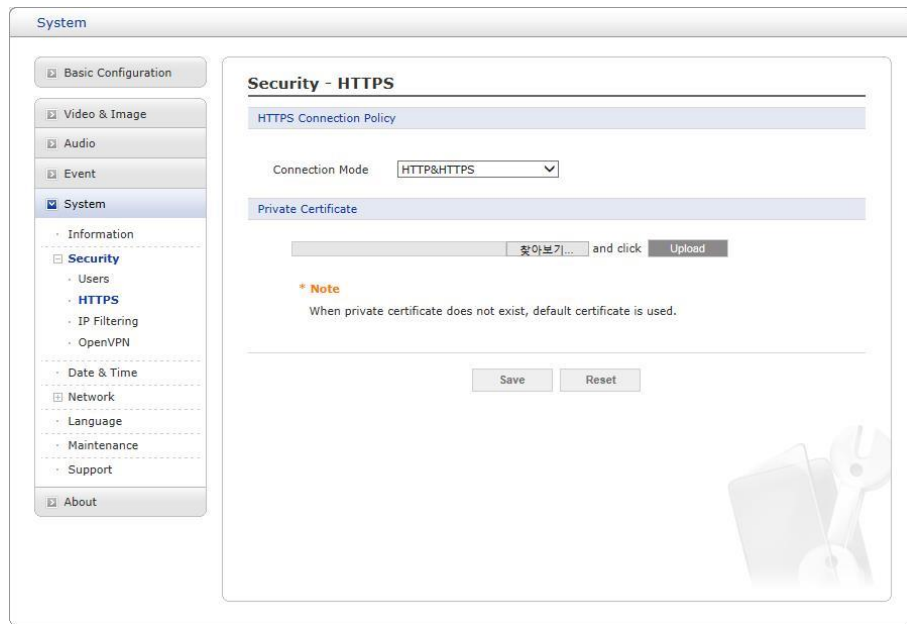 System
Basic Configuration
Video & Image
Audio
Event
System
Information
Security
Users
HTTPS
IP Filtering
OpenVPN
Date & Time
Network
Language
Maintenance
Support
About
Security - HTTPS
HTTPS Connection Policy
Connection Mode HTTP&HTTPS
Private Certificate
찾아보기... and click Upload
* Note
When private certificate does not exist, default certificate is used.
Save Reset